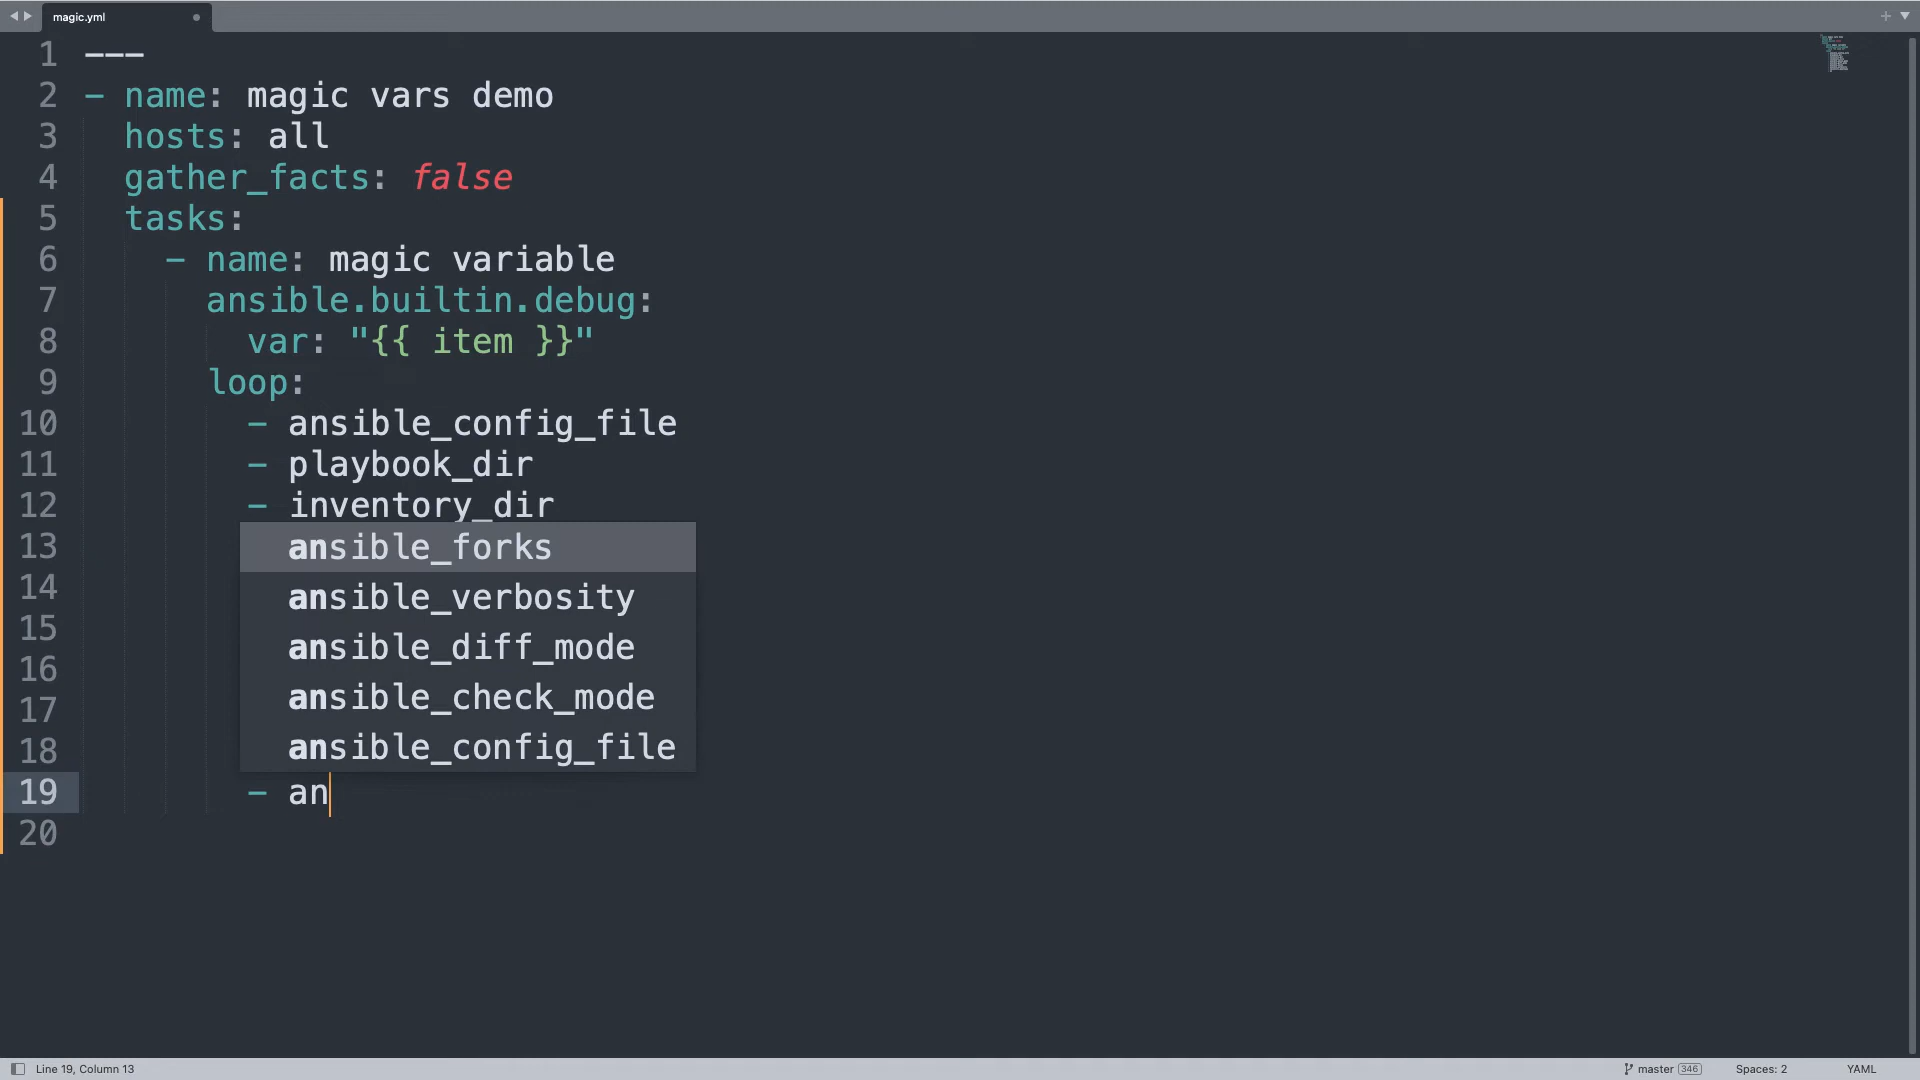 magic.yml
1 ---
2 - name: magic vars demo
3 hosts: all
4 gather_facts: false
5 tasks:
6 - name: magic variable
7 ansible.builtin.debug:
8 var: "{{ item }}"
9 loop:
10 - ansible_config_file
11 - playbook_dir
12 - inventory_dir
13 ansible_forks
14 ansible_verbosity
15 ansible_diff_mode
16
17 ansible_check_mode
18 ansible_config_file
19 - an
20
Line 19, Column 13 master 346 Spaces: 2 YAML